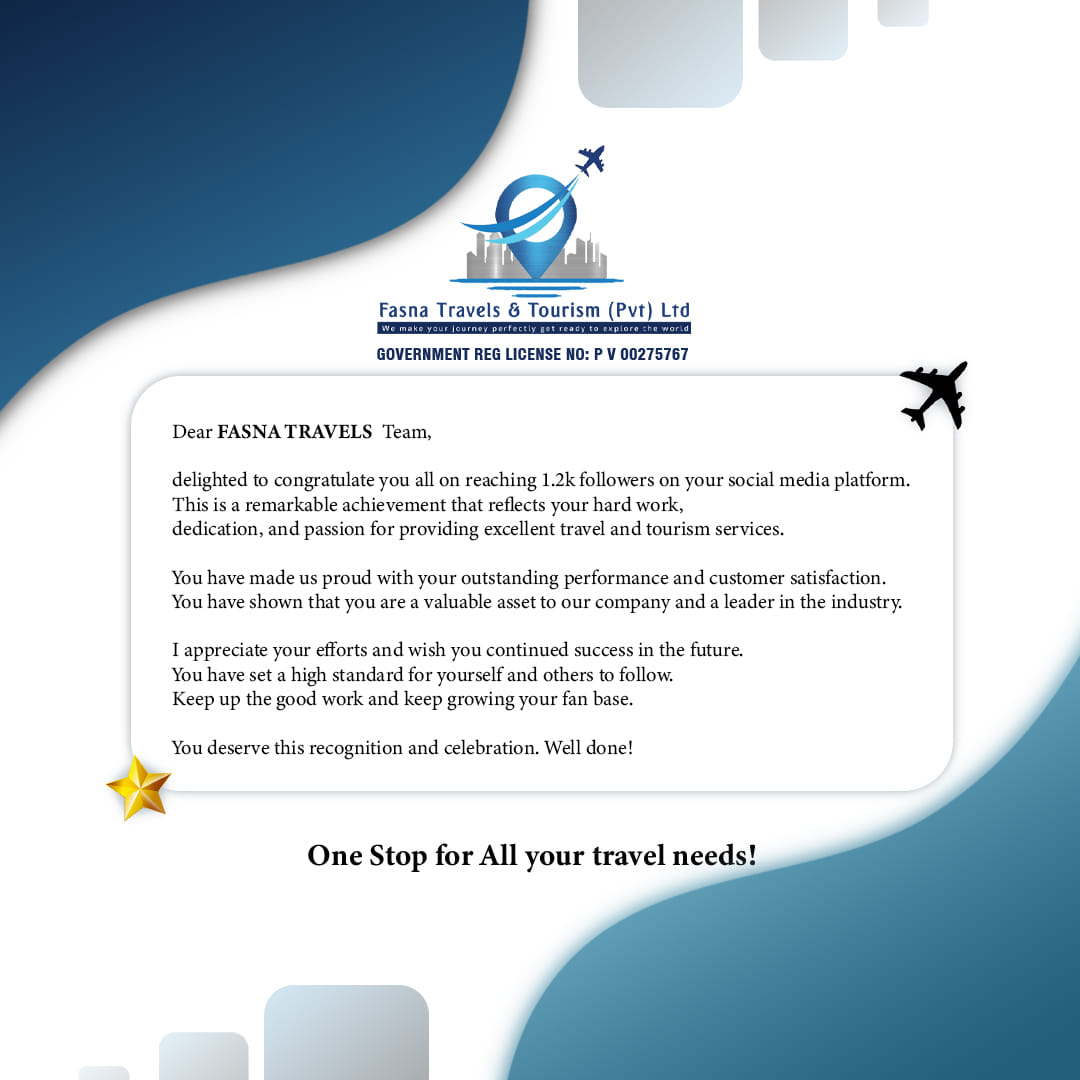 Fasna Travels & Tourism (Pvt) Ltd
We make your journey perfectly get ready to explore the world
GOVERNMENT REG LICENSE NO: P V 00275767
Dear FASNA TRAVELS Team,
delighted to congratulate you all on reaching 1.2k followers on your social media platform.
This is a remarkable achievement that reflects your hard work,
dedication, and passion for providing excellent travel and tourism services.
You have made us proud with your outstanding performance and customer satisfaction.
You have shown that you are a valuable asset to our company and a leader in the industry.
I appreciate your efforts and wish you continued success in the future.
You have set a high standard for yourself and others to follow.
Keep up the good work and keep growing your fan base.
You deserve this recognition and celebration. Well done!
One Stop for All your travel needs!